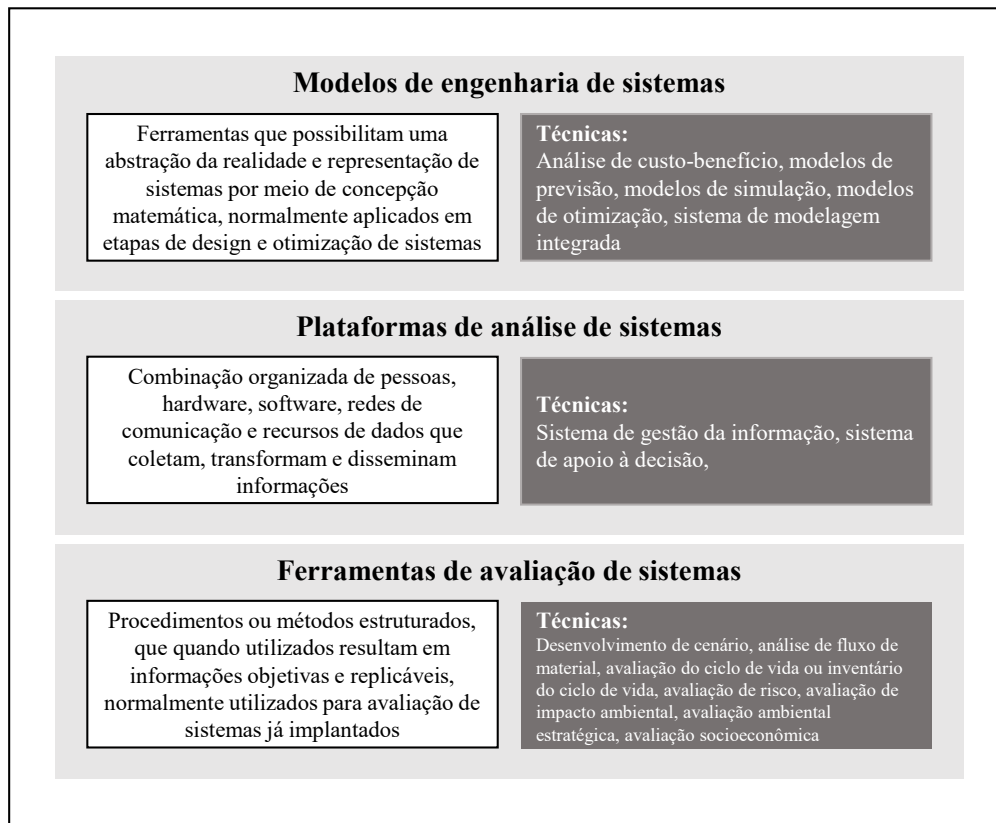 Modelos de engenharia de sistemas
Ferramentas que possibilitam uma
abstração da realidade e representação de
sistemas por meio de concepção
matemática, normalmente aplicados em
etapas de design e otimização de sistemas
Técnicas:
Análise de custo-benefício, modelos de
previsão, modelos de simulação, modelos
de otimização, sistema de modelagem
integrada
Plataformas de análise de sistemas
Combinação organizada de pessoas,
hardware, software, redes de
comunicação e recursos de dados que
coletam, transformam e disseminam
informações
Técnicas:
Sistema de gestão da informação, sistema
de apoio à decisão,
Ferramentas de avaliação de sistemas
Procedimentos ou métodos estruturados,
que quando utilizados resultam em
informações objetivas e replicáveis,
normalmente utilizados para avaliação de
sistemas já implantados
Técnicas:
Desenvolvimento de cenário, análise de fluxo de
material, avaliação do ciclo de vida ou inventário
do ciclo de vida, avaliação de risco, avaliação de
impacto ambiental, avaliação ambiental
estratégica, avaliação socioeconômica